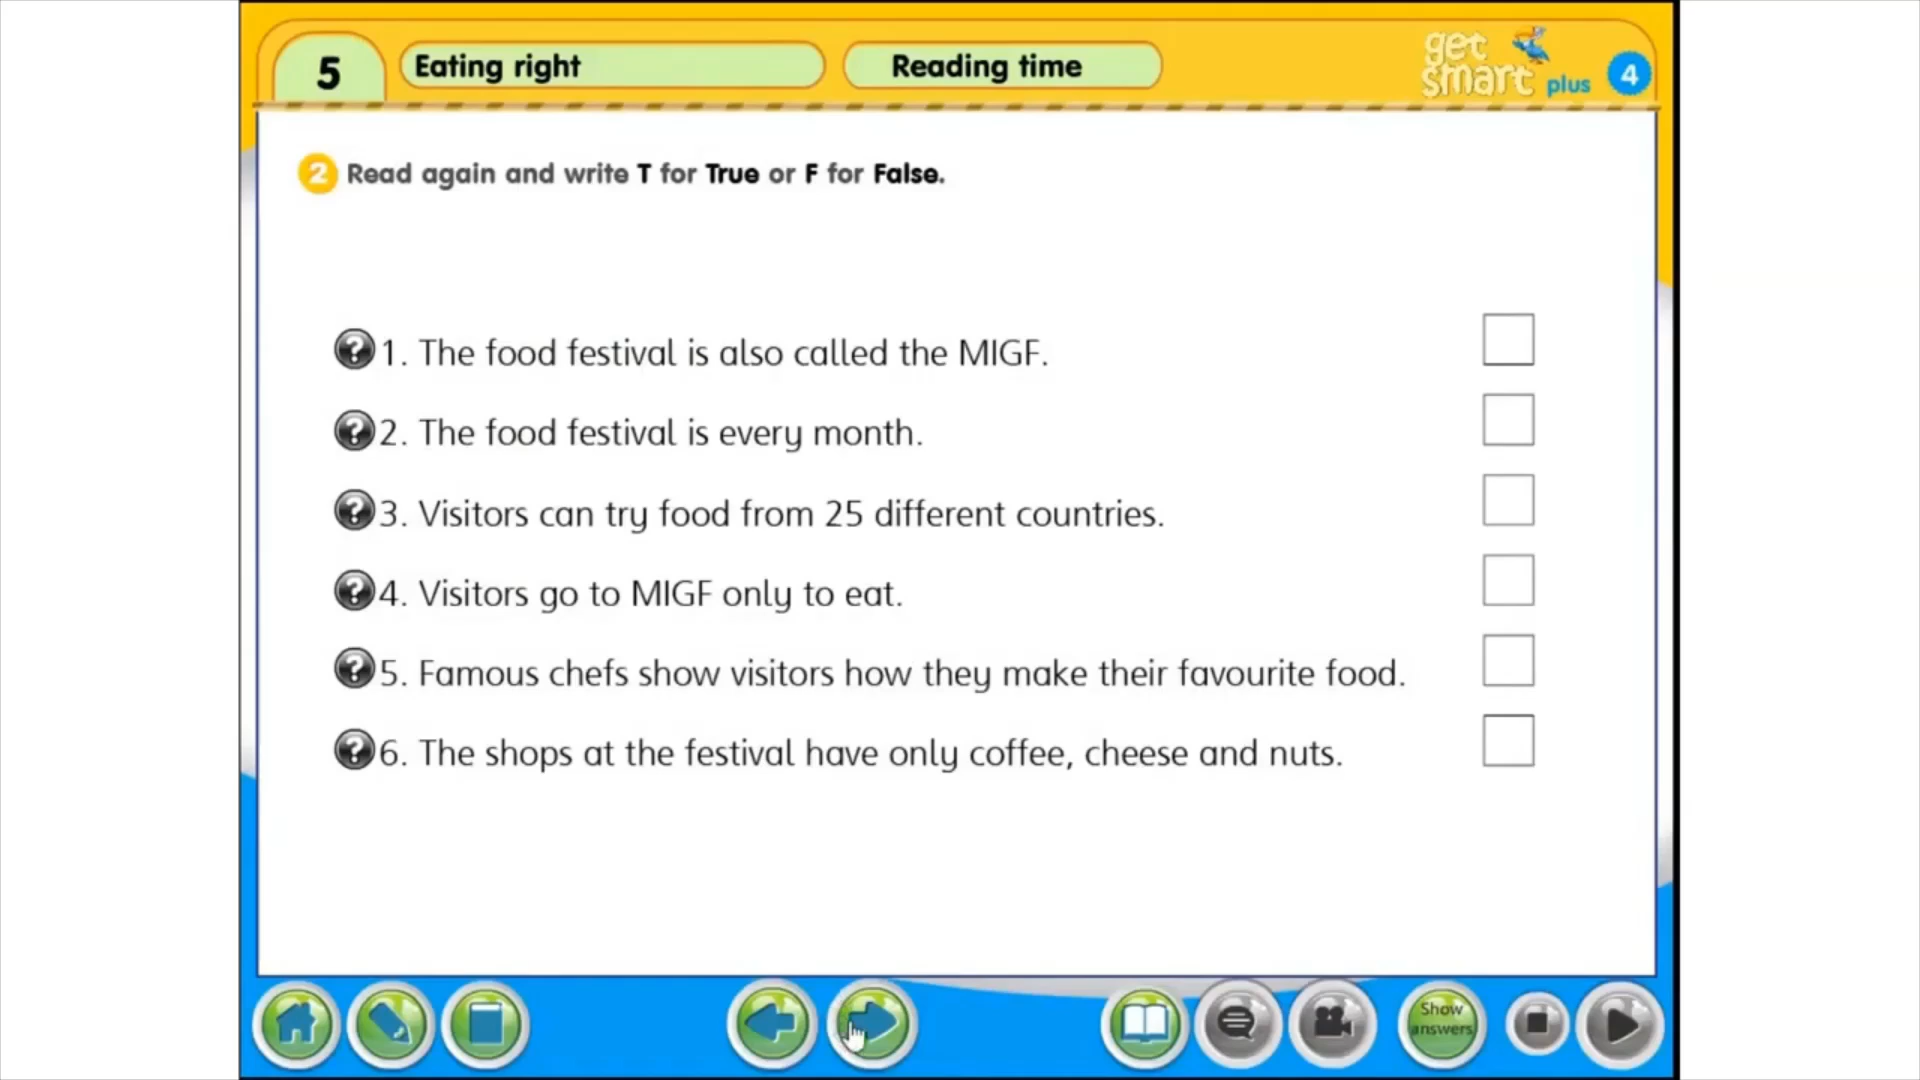 5 Eating right Reading time get smart plus 4
2 Read again and write T for True or F for False.
1. The food festival is also called the MIGF.
2. The food festival is every month.
3. Visitors can try food from 25 different countries.
4. Visitors go to MIGF only to eat.
5. Famous chefs show visitors how they make their favourite food.
6. The shops at the festival have only coffee, cheese and nuts.
Show answers